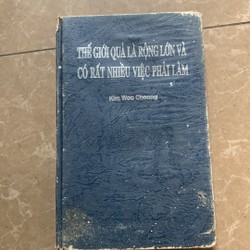 THẾ GIỚI QUẢ LÀ RỘNG LỚN VÀ
CÓ RẤT NHIỀU VIỆC PHẢI LÀM
Kim Woo Choong